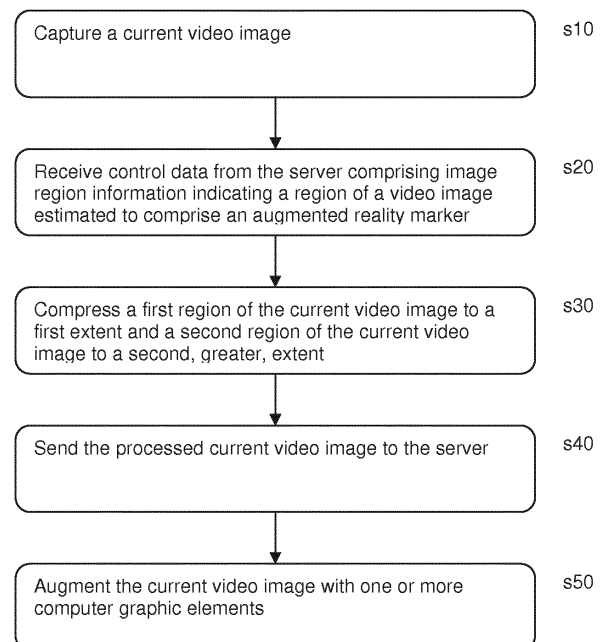 Capture a current video image
s10
Receive control data from the server comprising image
region information indicating a region of a video image
estimated to comprise an augmented reality marker
s20
Compress a first region of the current video image to a
first extent and a second region of the current video
image to a second, greater, extent
s30
Send the processed current video image to the server
s40
Augment the current video image with one or more
computer graphic elements
s50